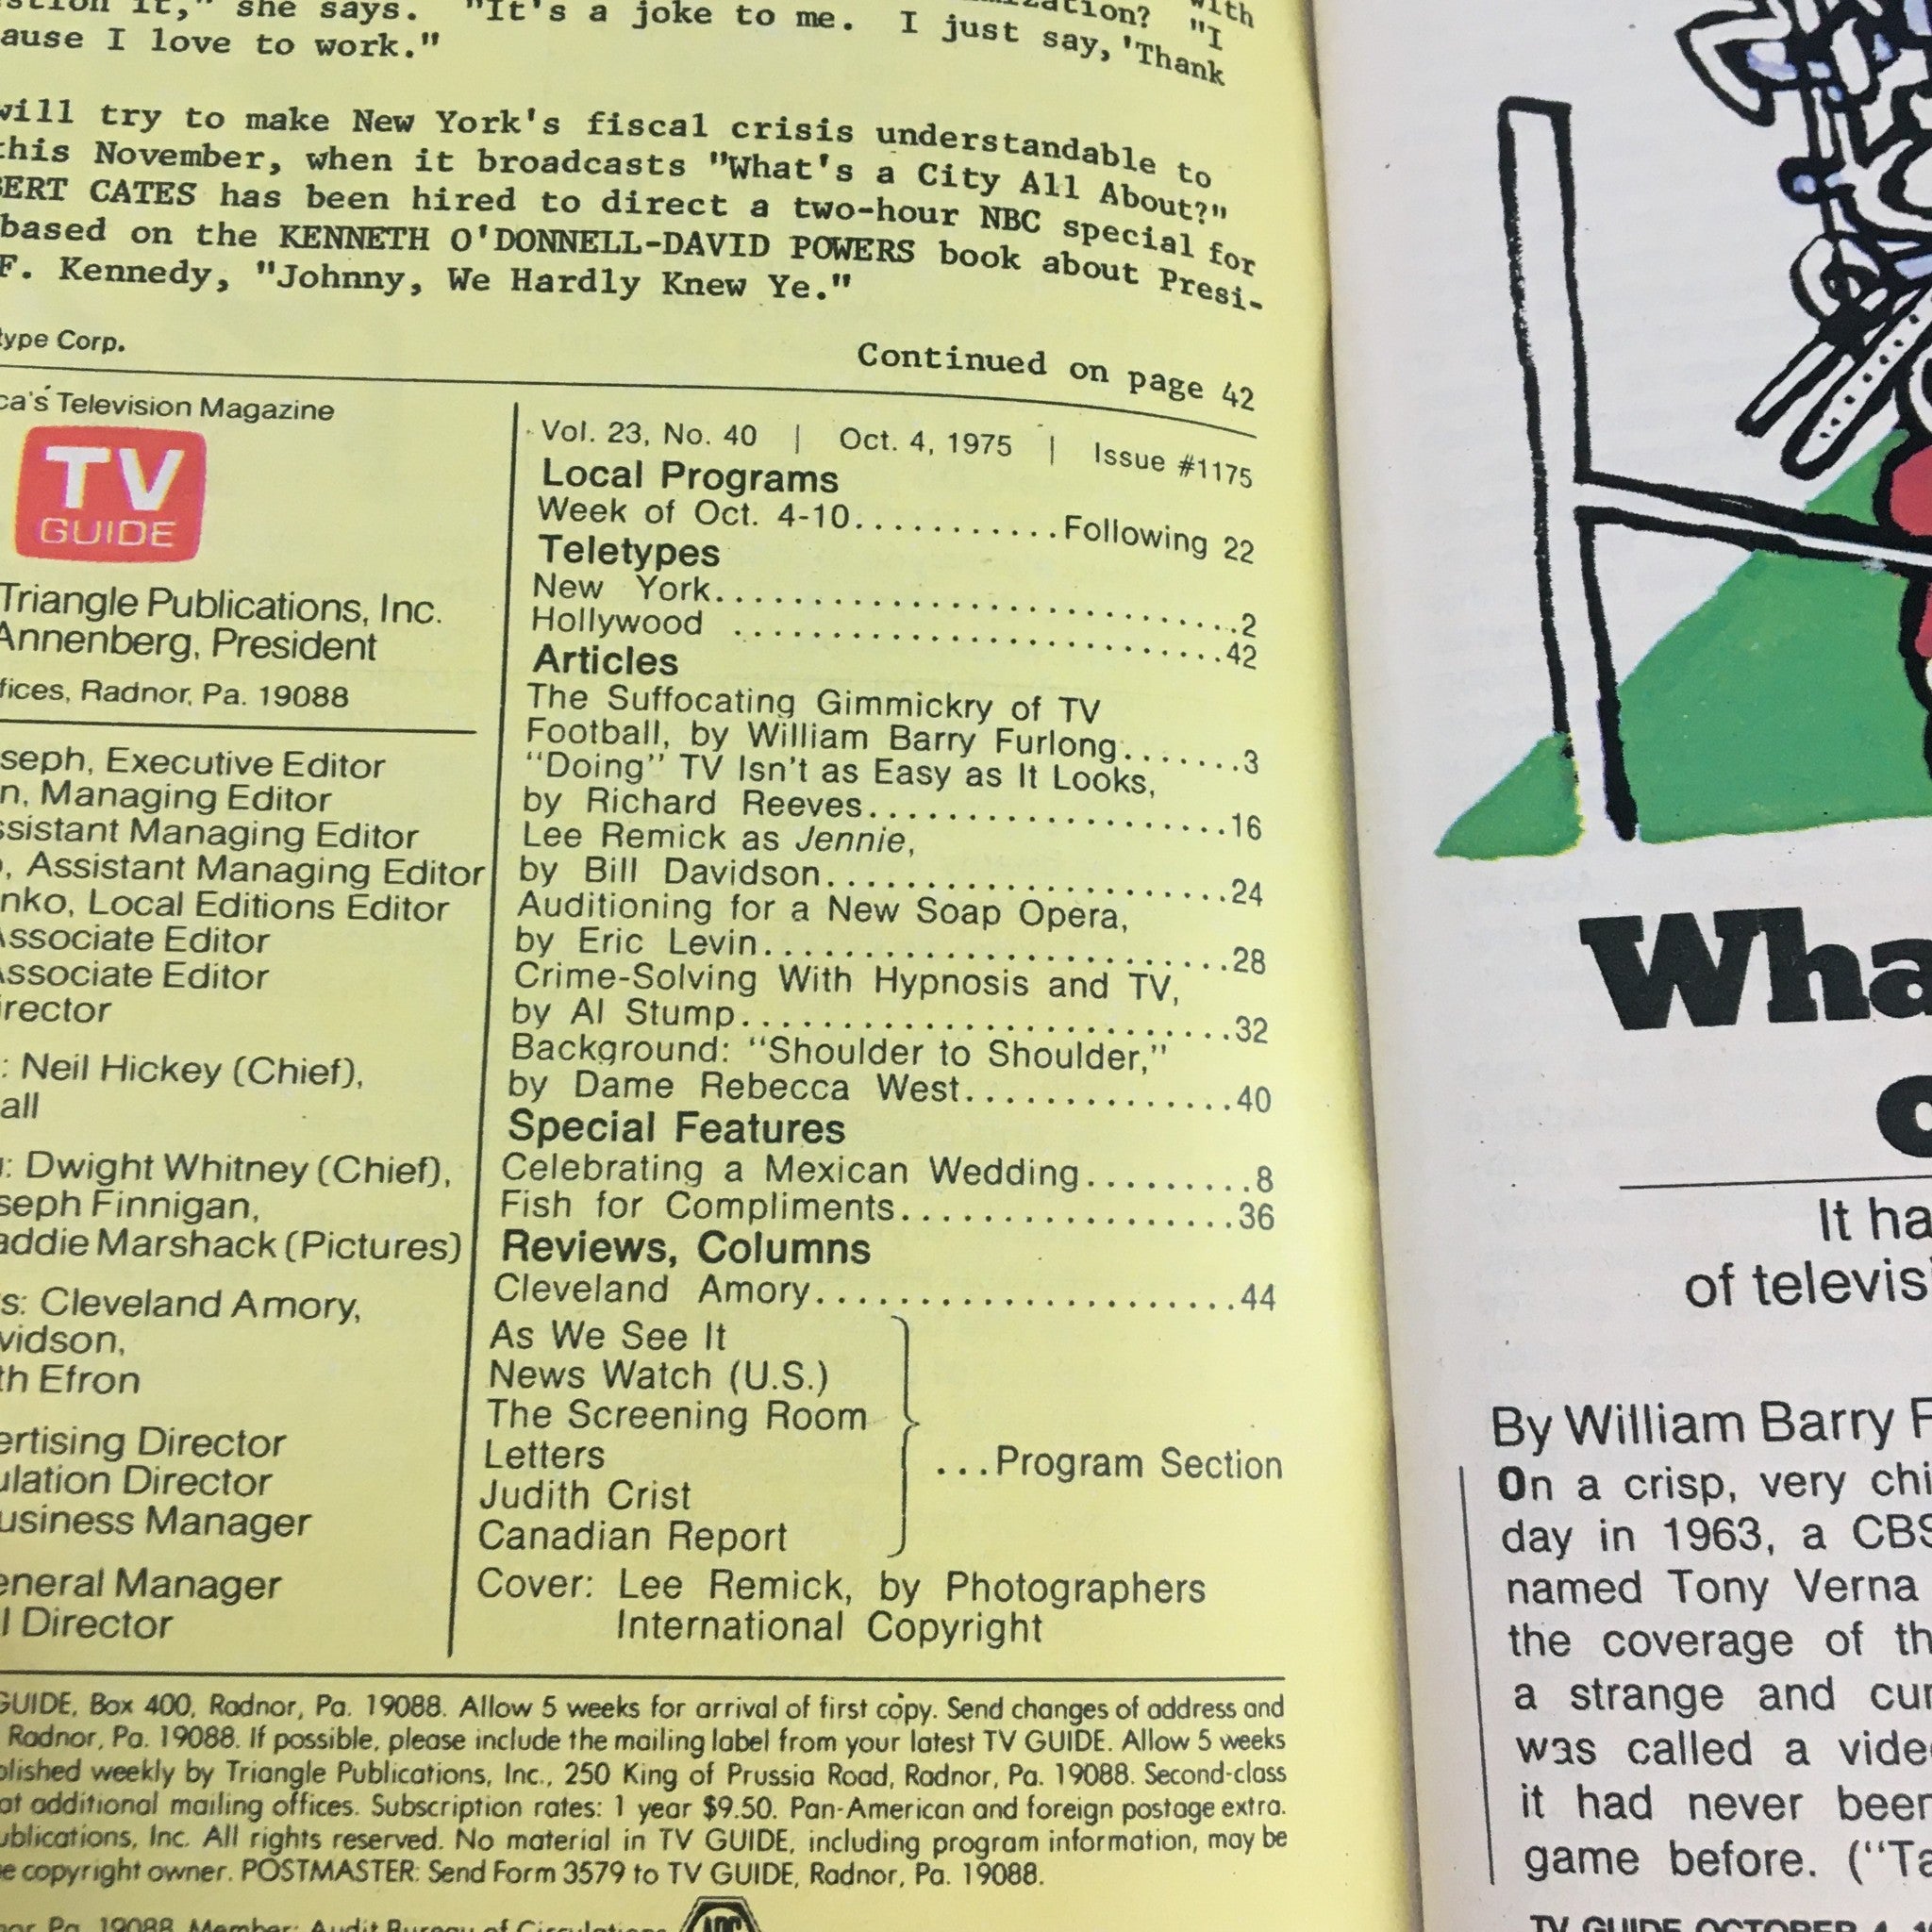 it," she says. "It's a joke to me. I just say, 'Thank
ause I love to work."
with
"I
will try to make New York's fiscal crisis understandable to
this November, when it broadcasts "What's a City All About?"
BERT CATES has been hired to direct a two-hour NBC special for
based on the KENNETH O'DONNELL-DAVID POWERS book about Presi-
F. Kennedy, "Johnny, We Hardly Knew Ye."
type Corp.
Continued on page 42
ca's Television Magazine
TV
GUIDE
Triangle Publications, Inc.
Annenberg, President
fices, Radnor, Pa. 19088
seph, Executive Editor
n, Managing Editor
ssistant Managing Editor
, Assistant Managing Editor
nko, Local Editions Editor
Associate Editor
Associate Editor
irector
: Neil Hickey (Chief),
all
: Dwight Whitney (Chief),
seph Finnigan,
addie Marshack (Pictures)
s: Cleveland Amory,
vidson,
th Efron
ertising Director
ulation Director
usiness Manager
eneral Manager
l Director
Vol. 23, No. 40 | Oct. 4, 1975 | Issue #1175
Local Programs
Week of Oct. 4-10...........Following 22
Teletypes
New York..........................2
Hollywood .........................42
Articles
The Suffocating Gimmickry of TV
Football, by William Barry Furlong.......3
"Doing" TV Isn't as Easy as It Looks,
by Richard Reeves...................16
Lee Remick as Jennie,
by Bill Davidson.....................24
Auditioning for a New Soap Opera,
by Eric Levin........................28
Crime-Solving With Hypnosis and TV,
by Al Stump.........................32
Background: "Shoulder to Shoulder,"
by Dame Rebecca West..............40
Special Features
Celebrating a Mexican Wedding.........8
Fish for Compliments.................36
Reviews, Columns
Cleveland Amory.....................44
As We See It
News Watch (U.S.)
The Screening Room
Letters
Judith Crist
Canadian Report
...Program Section
Cover: Lee Remick, by Photographers
International Copyright
GUIDE, Box 400, Radnor, Pa. 19088. Allow 5 weeks for arrival of first copy. Send changes of address and
Radnor, Pa. 19088. If possible, please include the mailing label from your latest TV GUIDE. Allow 5 weeks
blished weekly by Triangle Publications, Inc., 250 King of Prussia Road, Radnor, Pa. 19088. Second-class
at additional mailing offices. Subscription rates: 1 year $9.50. Pan-American and foreign postage extra.
ublications, Inc. All rights reserved. No material in TV GUIDE, including program information, may be
e copyright owner. POSTMASTER: Send Form 3579 to TV GUIDE, Radnor, Pa. 19088.
nor, Pa. 19088. Member: Audit Bureau of Circulations
ABC
Wha
o
It ha
of televis
By William Barry F
On a crisp, very chi
day in 1963, a CBS
named Tony Verna
the coverage of th
a strange and cur
was called a vide
it had never been
game before. ("Ta
TV GUIDE OCTOBER 4, 1